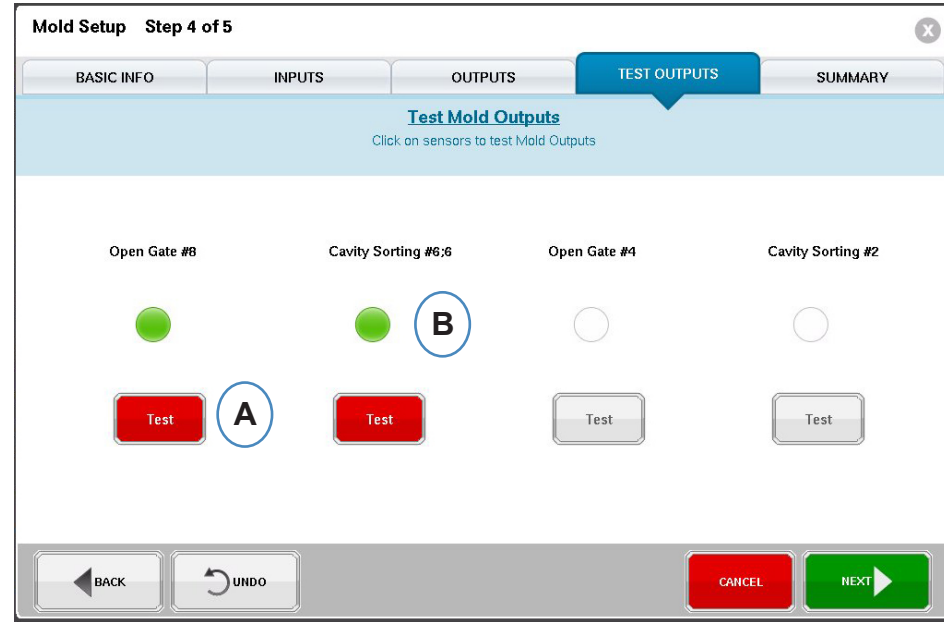 Mold Setup Step 4 of 5
X
BASIC INFO INPUTS OUTPUTS TEST OUTPUTS SUMMARY
Test Mold Outputs
Click on sensors to test Mold Outputs
Open Gate #8 Cavity Sorting #6;6 Open Gate #4 Cavity Sorting #2
B
Test A Test Test Test
BACK UNDO CANCEL NEXT